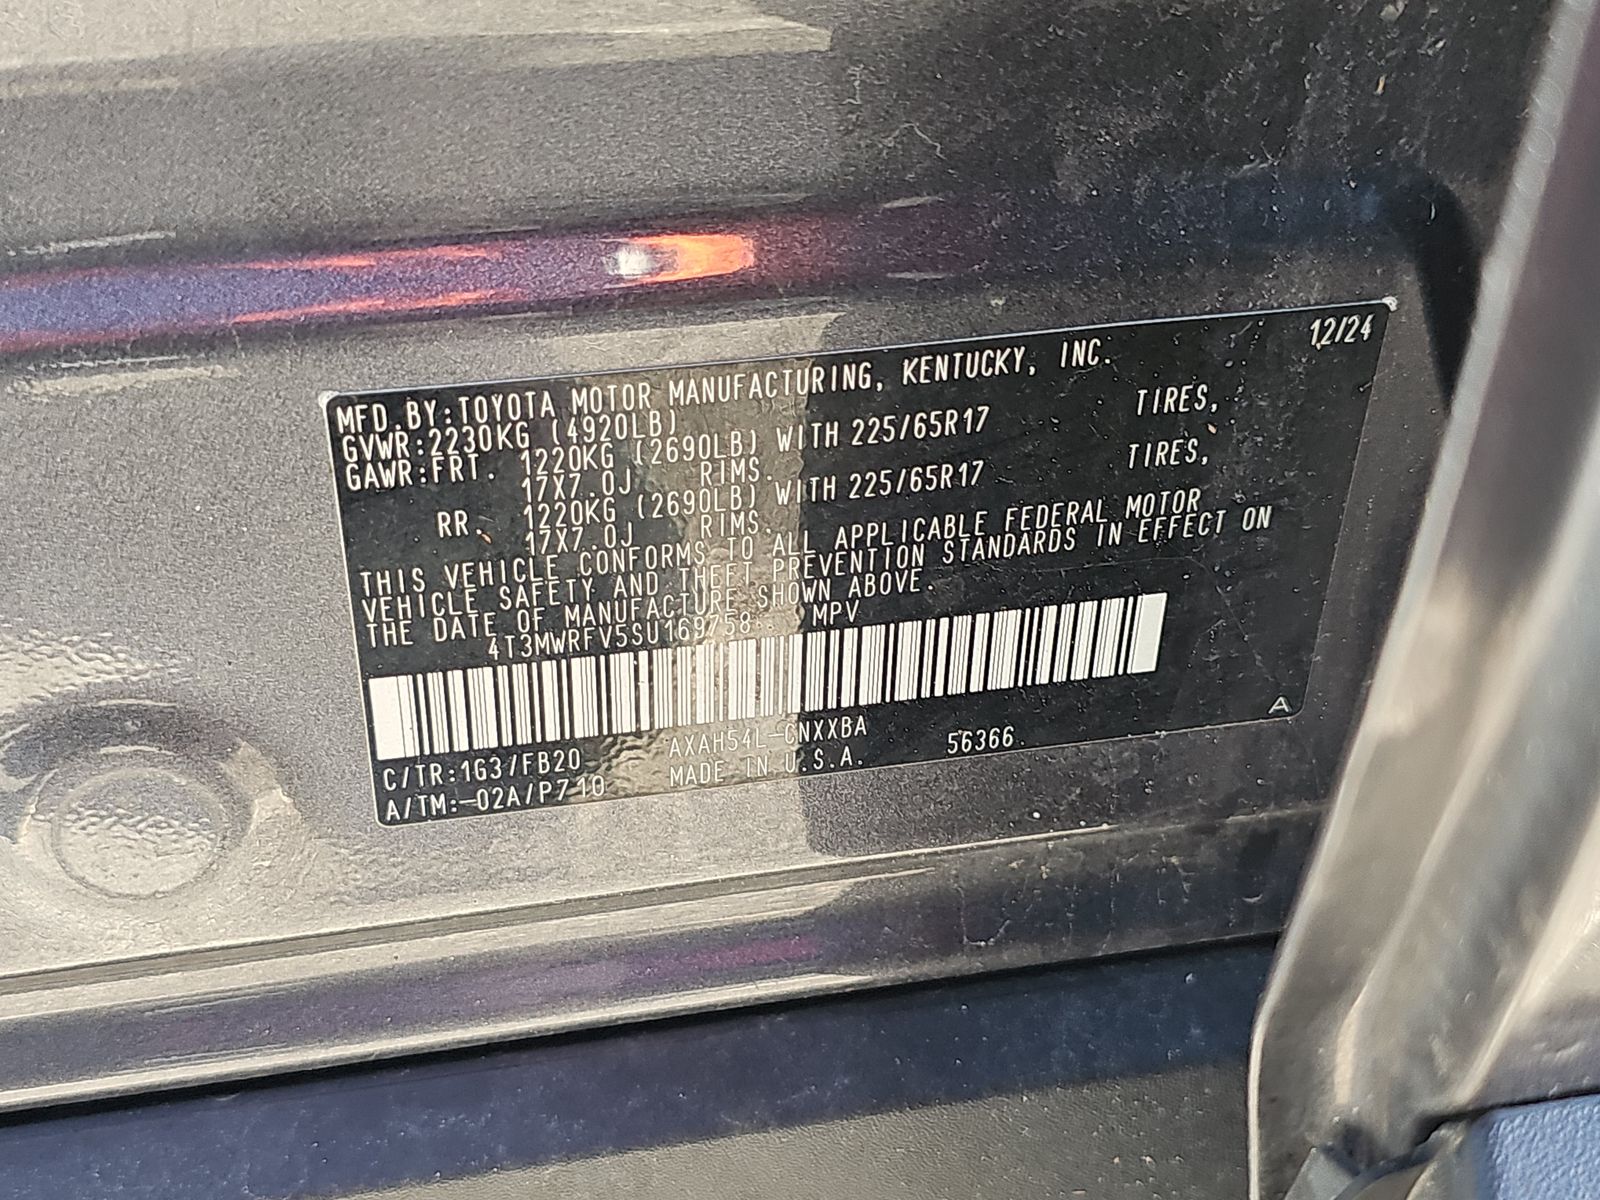 12/24
MFD.BY:TOYOTA MOTOR MANUFACTURING, KENTUCKY, INC.
GVWR:2230KG (4920LB)
GAWR:FRT. 1220KG (2690LB) WITH 225/65R17 TIRES,
17X7.0J RIMS.
RR. 1220KG (2690LB) WITH 225/65R17 TIRES,
17X7.0J RIMS.
THIS VEHICLE CONFORMS TO ALL APPLICABLE FEDERAL MOTOR
VEHICLE SAFETY AND THEFT PREVENTION STANDARDS IN EFFECT ON
THE DATE OF MANUFACTURE SHOWN ABOVE.
4T3MWRFV5SU169758 MPV
C/TR:1G3/FB20 AXAH54L-CNXXBA 56366 A
A/TM:-02A/P710 MADE IN U.S.A.